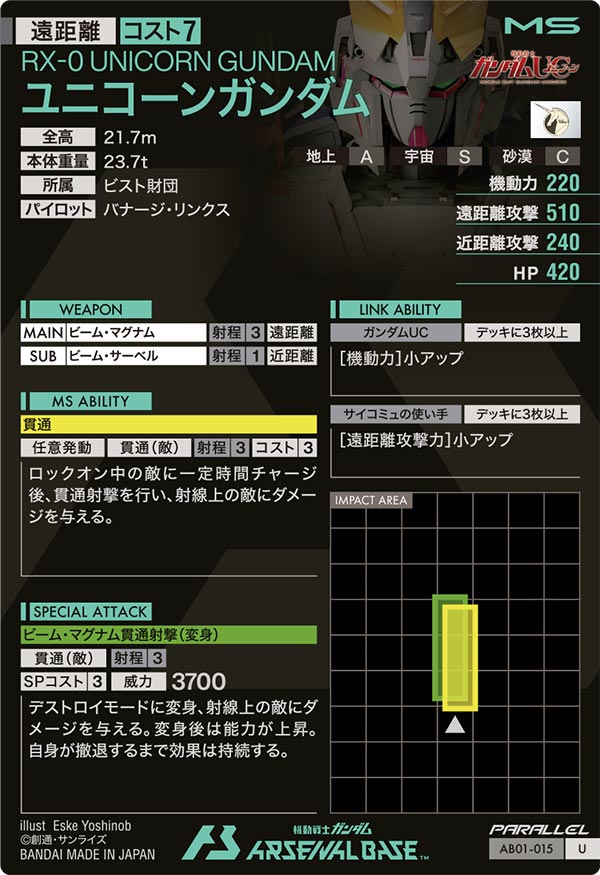 遠距離 コスト7 MS
RX-0 UNICORN GUNDAM
ユニコーンガンダム
機動戦士
ガンダムUC
全高 21.7m
本体重量 23.7t
所属 ビスト財団
パイロット バナージ・リンクス
地上 A 宇宙 S 砂漠 C
機動力 220
遠距離攻撃 510
近距離攻撃 240
HP 420
WEAPON
MAIN ビーム・マグナム 射程 3 遠距離
SUB ビーム・サーベル 射程 1 近距離
MS ABILITY
貫通
任意発動 貫通(敵) 射程 3 コスト 3
ロックオン中の敵に一定時間チャージ
後、貫通射撃を行い、射線上の敵にダメー
ジを与える。
SPECIAL ATTACK
ビーム・マグナム貫通射撃(変身)
貫通(敵) 射程 3
SPコスト 3 威力 3700
デストロイモードに変身、射線上の敵にダ
メージを与える。変身後は能力が上昇。
自身が撤退するまで効果は持続する。
LINK ABILITY
ガンダムUC デッキに3枚以上
[機動力]小アップ
サイコミュの使い手 デッキに3枚以上
[遠距離攻撃力]小アップ
IMPACT AREA
illust Eske Yoshinob
©創通・サンライズ
BANDAI MADE IN JAPAN
機動戦士ガンダム
ARSENAL BASE™
PARALLEL
AB01-015 U